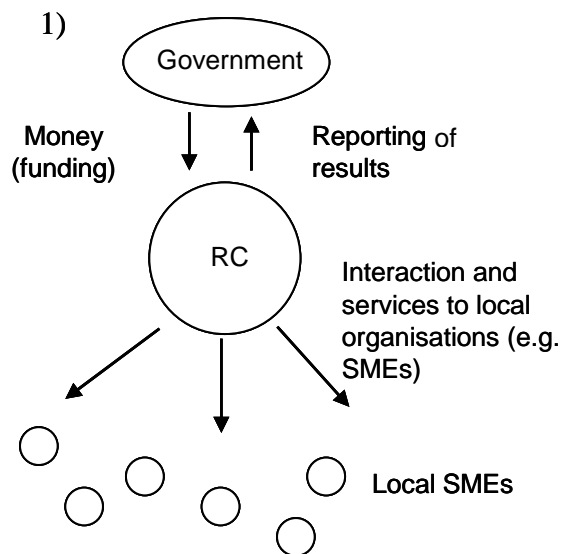 1)
Government
Money
(funding)
Reporting of
results
RC
Interaction and
services to local
organisations (e.g.
SMEs)
Local SMEs